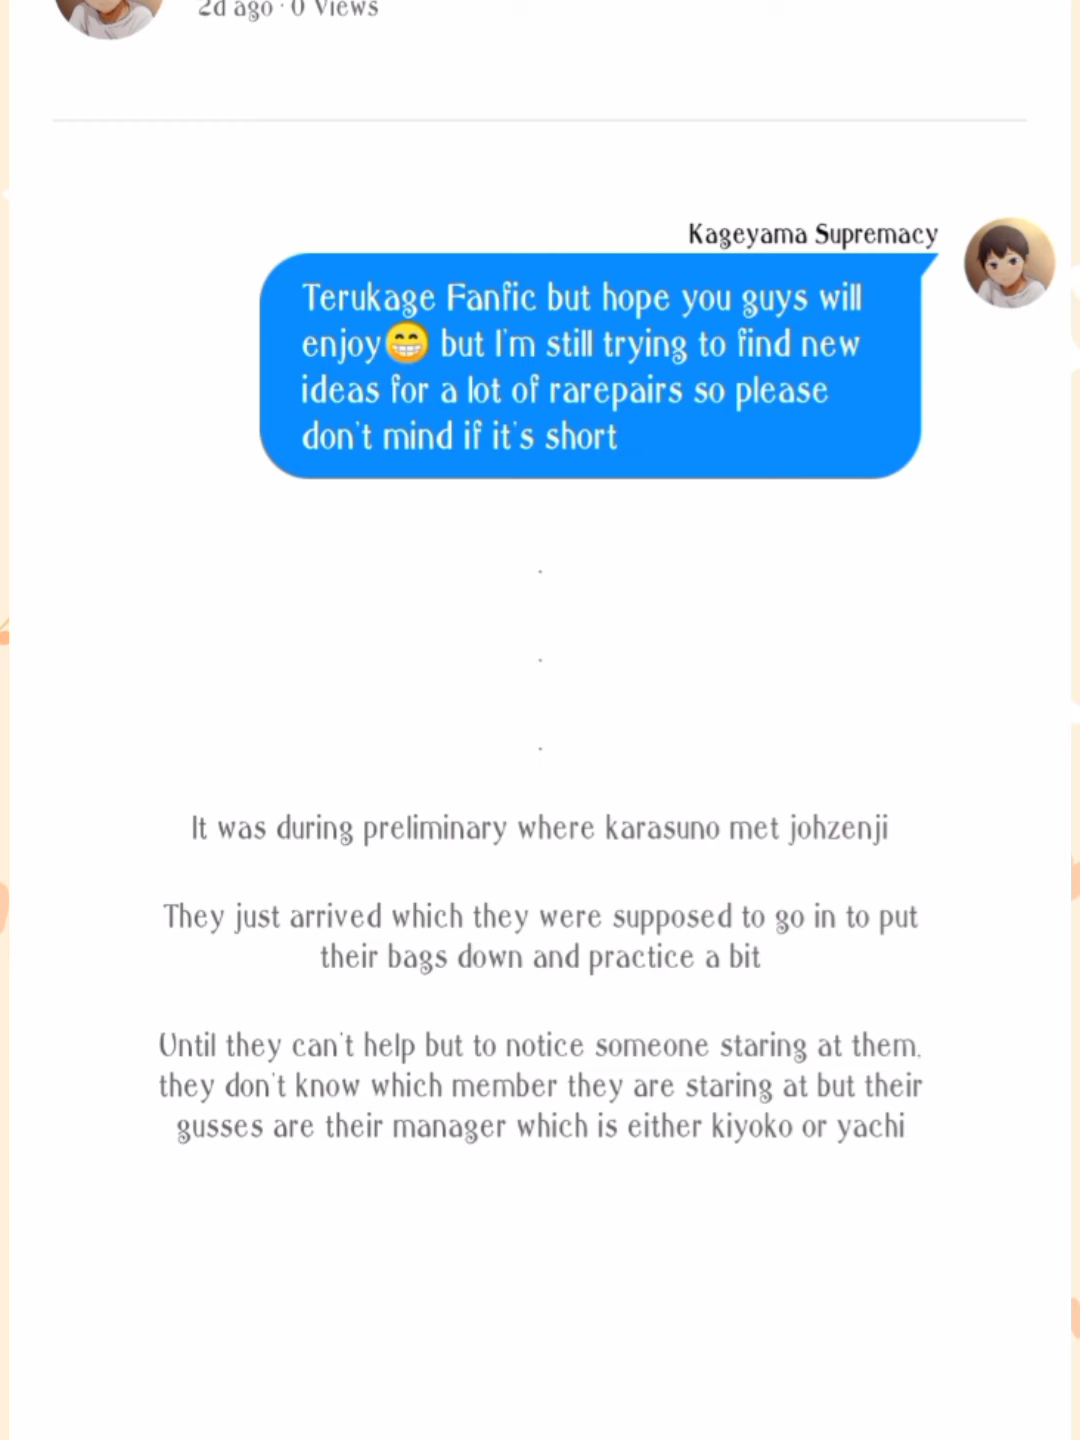 2d ago · 0 Views
Kageyama Supremacy
Terukage Fanfic but hope you guys will
enjoy😁 but I'm still trying to find new
ideas for a lot of rarepairs so please
don't mind if it's short
.
.
.
It was during preliminary where karasuno met johzenji
They just arrived which they were supposed to go in to put
their bags down and practice a bit
Until they can't help but to notice someone staring at them,
they don't know which member they are staring at but their
gusses are their manager which is either kiyoko or yachi